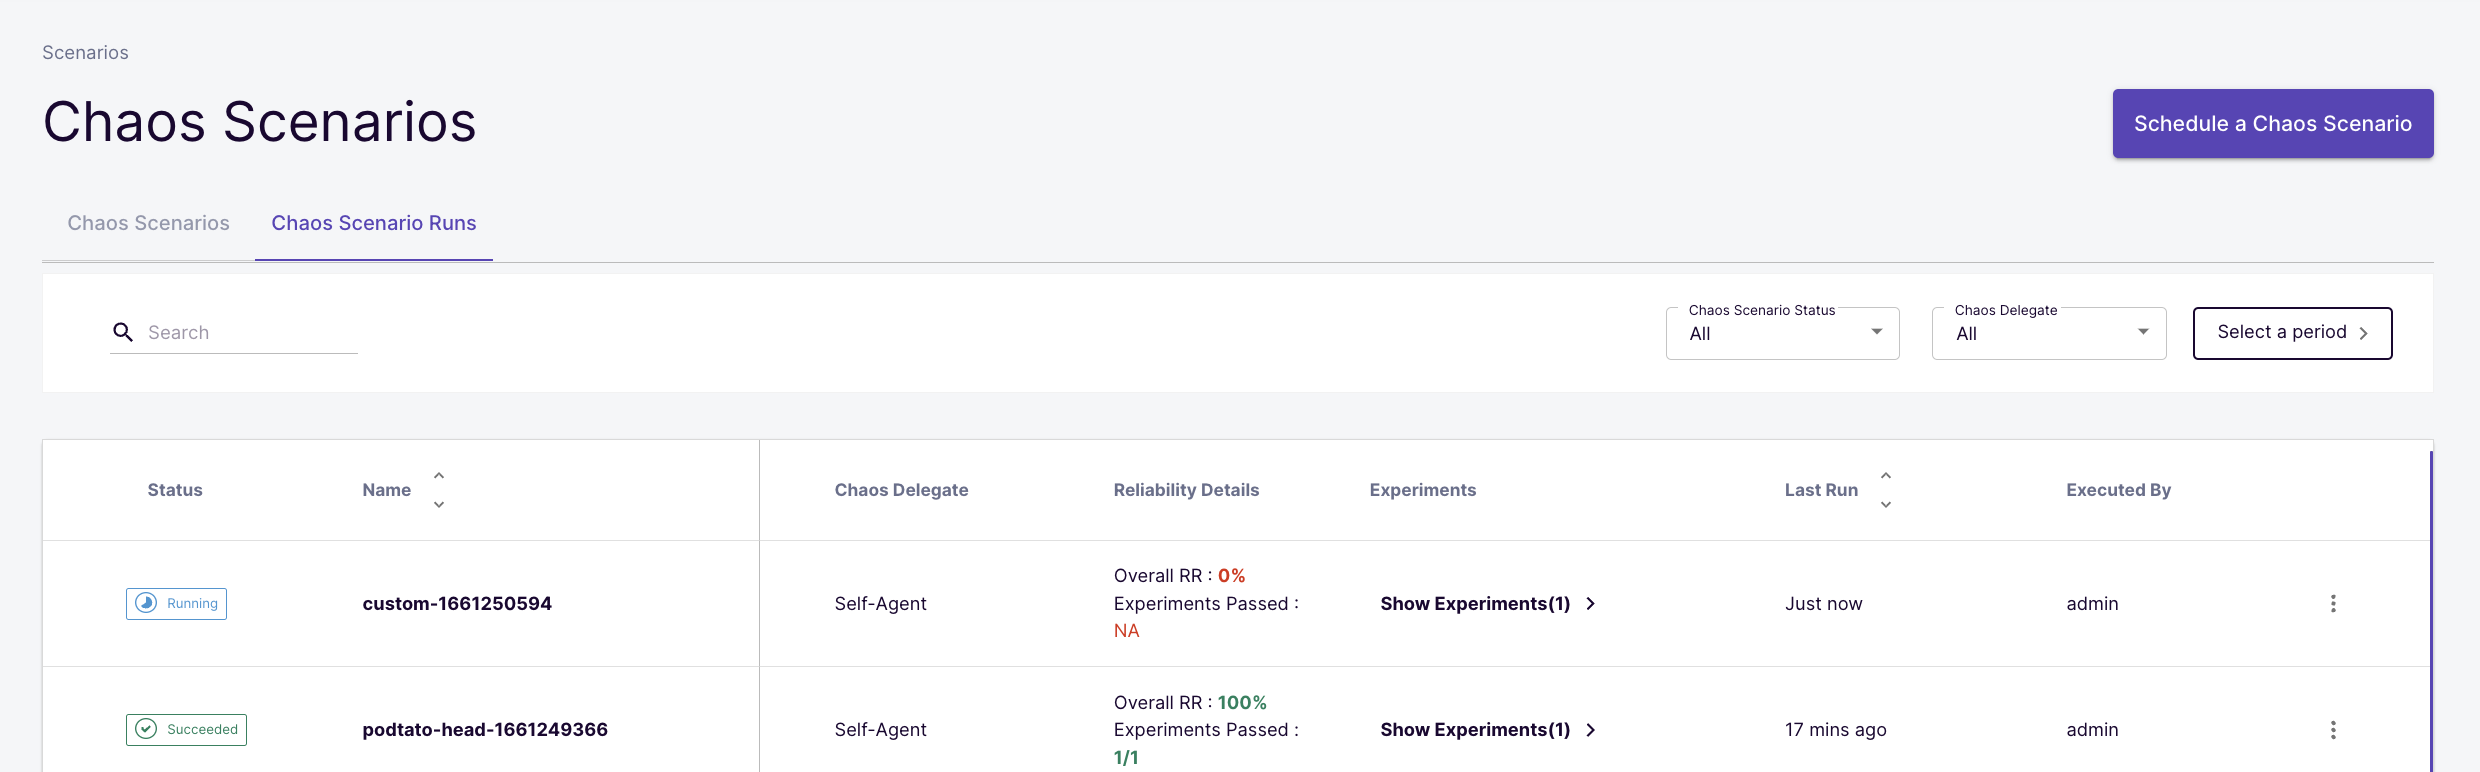 Scenarios
Chaos Scenarios
Schedule a Chaos Scenario
Chaos Scenarios
Chaos Scenario Runs
Search
Chaos Scenario Status
All
Chaos Delegate
All
Select a period
Status
Name
Chaos Delegate
Reliability Details
Experiments
Last Run
Executed By
Running
custom-1661250594
Self-Agent
Overall RR : 0%
Experiments Passed :
NA
Show Experiments(1)
Just now
admin
Succeeded
podtato-head-1661249366
Self-Agent
Overall RR : 100%
Experiments Passed :
1/1
Show Experiments(1)
17 mins ago
admin